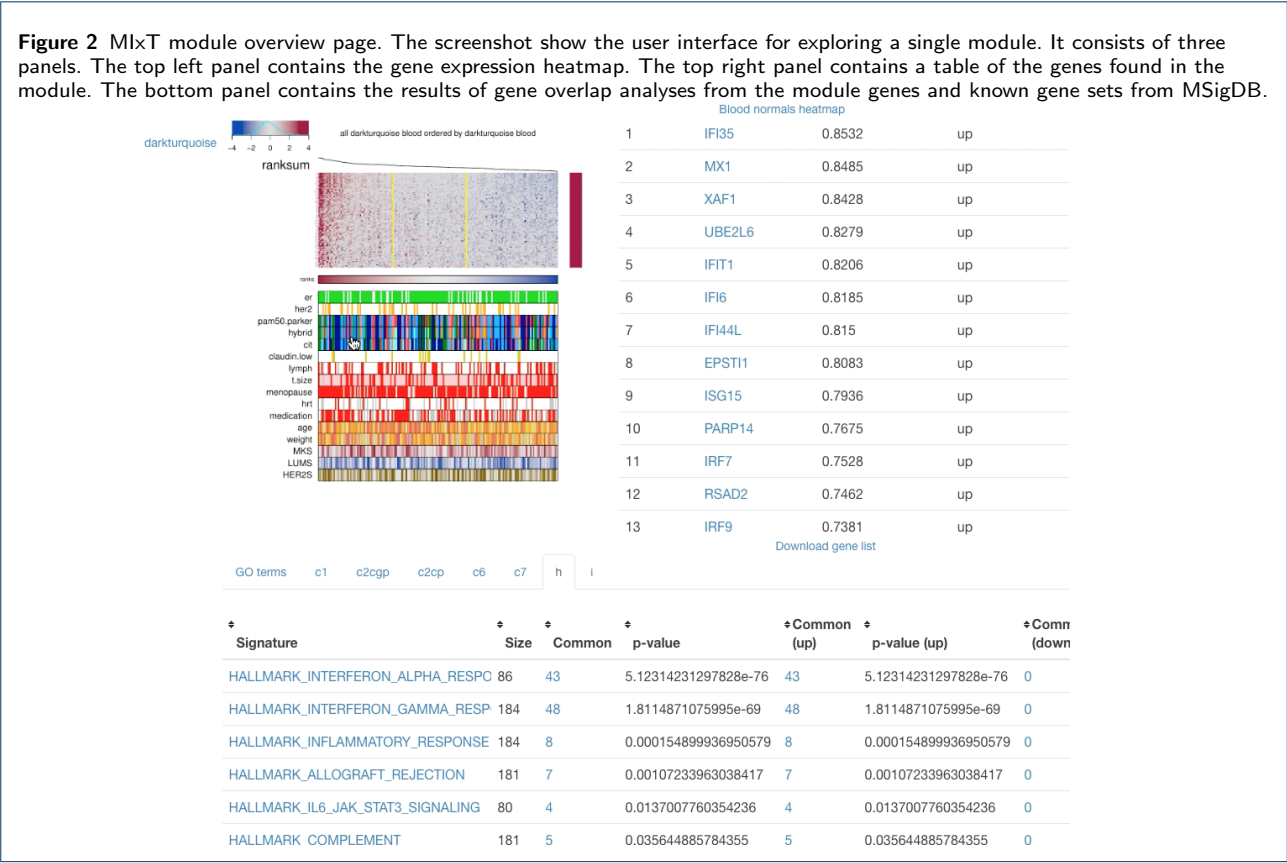 Figure 2 MIxT module overview page. The screenshot show the user interface for exploring a single module. It consists of three
panels. The top left panel contains the gene expression heatmap. The top right panel contains a table of the genes found in the
module. The bottom panel contains the results of gene overlap analyses from the module genes and known gene sets from MSigDB.
Blood normals heatmap
darkturquoise
-4 -2 0 2 4
all darkturquoise blood ordered by darkturquoise blood
ranksum
ranks
er
her2
pam50.parker
hybrid
cit
claudin.low
lymph
t.size
menopause
hrt
medication
age
weight
MKS
LUMS
HER2S
1 IFI35 0.8532 up
2 MX1 0.8485 up
3 XAF1 0.8428 up
4 UBE2L6 0.8279 up
5 IFIT1 0.8206 up
6 IFI6 0.8185 up
7 IFI44L 0.815 up
8 EPSTI1 0.8083 up
9 ISG15 0.7936 up
10 PARP14 0.7675 up
11 IRF7 0.7528 up
12 RSAD2 0.7462 up
13 IRF9 0.7381 up
Download gene list
GO terms c1 c2cgp c2cp c6 c7 h i
Signature Size Common p-value Common (up) p-value (up) Comm (down
HALLMARK_INTERFERON_ALPHA_RESPO 86 43 5.12314231297828e-76 43 5.12314231297828e-76 0
HALLMARK_INTERFERON_GAMMA_RESP 184 48 1.8114871075995e-69 48 1.8114871075995e-69 0
HALLMARK_INFLAMMATORY_RESPONSE 184 8 0.000154899936950579 8 0.000154899936950579 0
HALLMARK_ALLOGRAFT_REJECTION 181 7 0.00107233963038417 7 0.00107233963038417 0
HALLMARK_IL6_JAK_STAT3_SIGNALING 80 4 0.0137007760354236 4 0.0137007760354236 0
HALLMARK COMPLEMENT 181 5 0.035644885784355 5 0.035644885784355 0